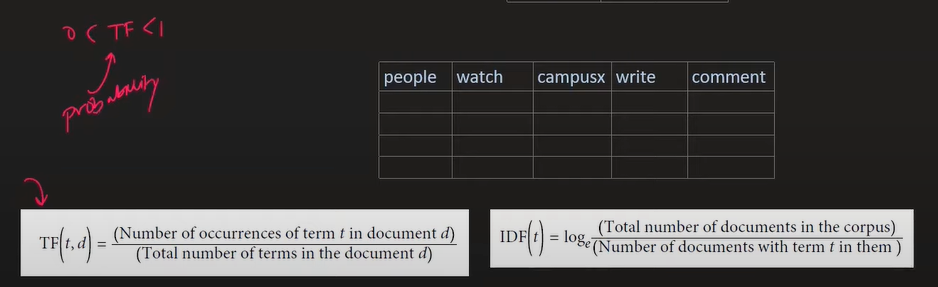 0 < TF < 1
probability
people watch campusx write comment
TF(t,d) = (Number of occurrences of term t in document d) / (Total number of terms in the document d)
IDF(t) = logₑ (Total number of documents in the corpus) / (Number of documents with term t in them )